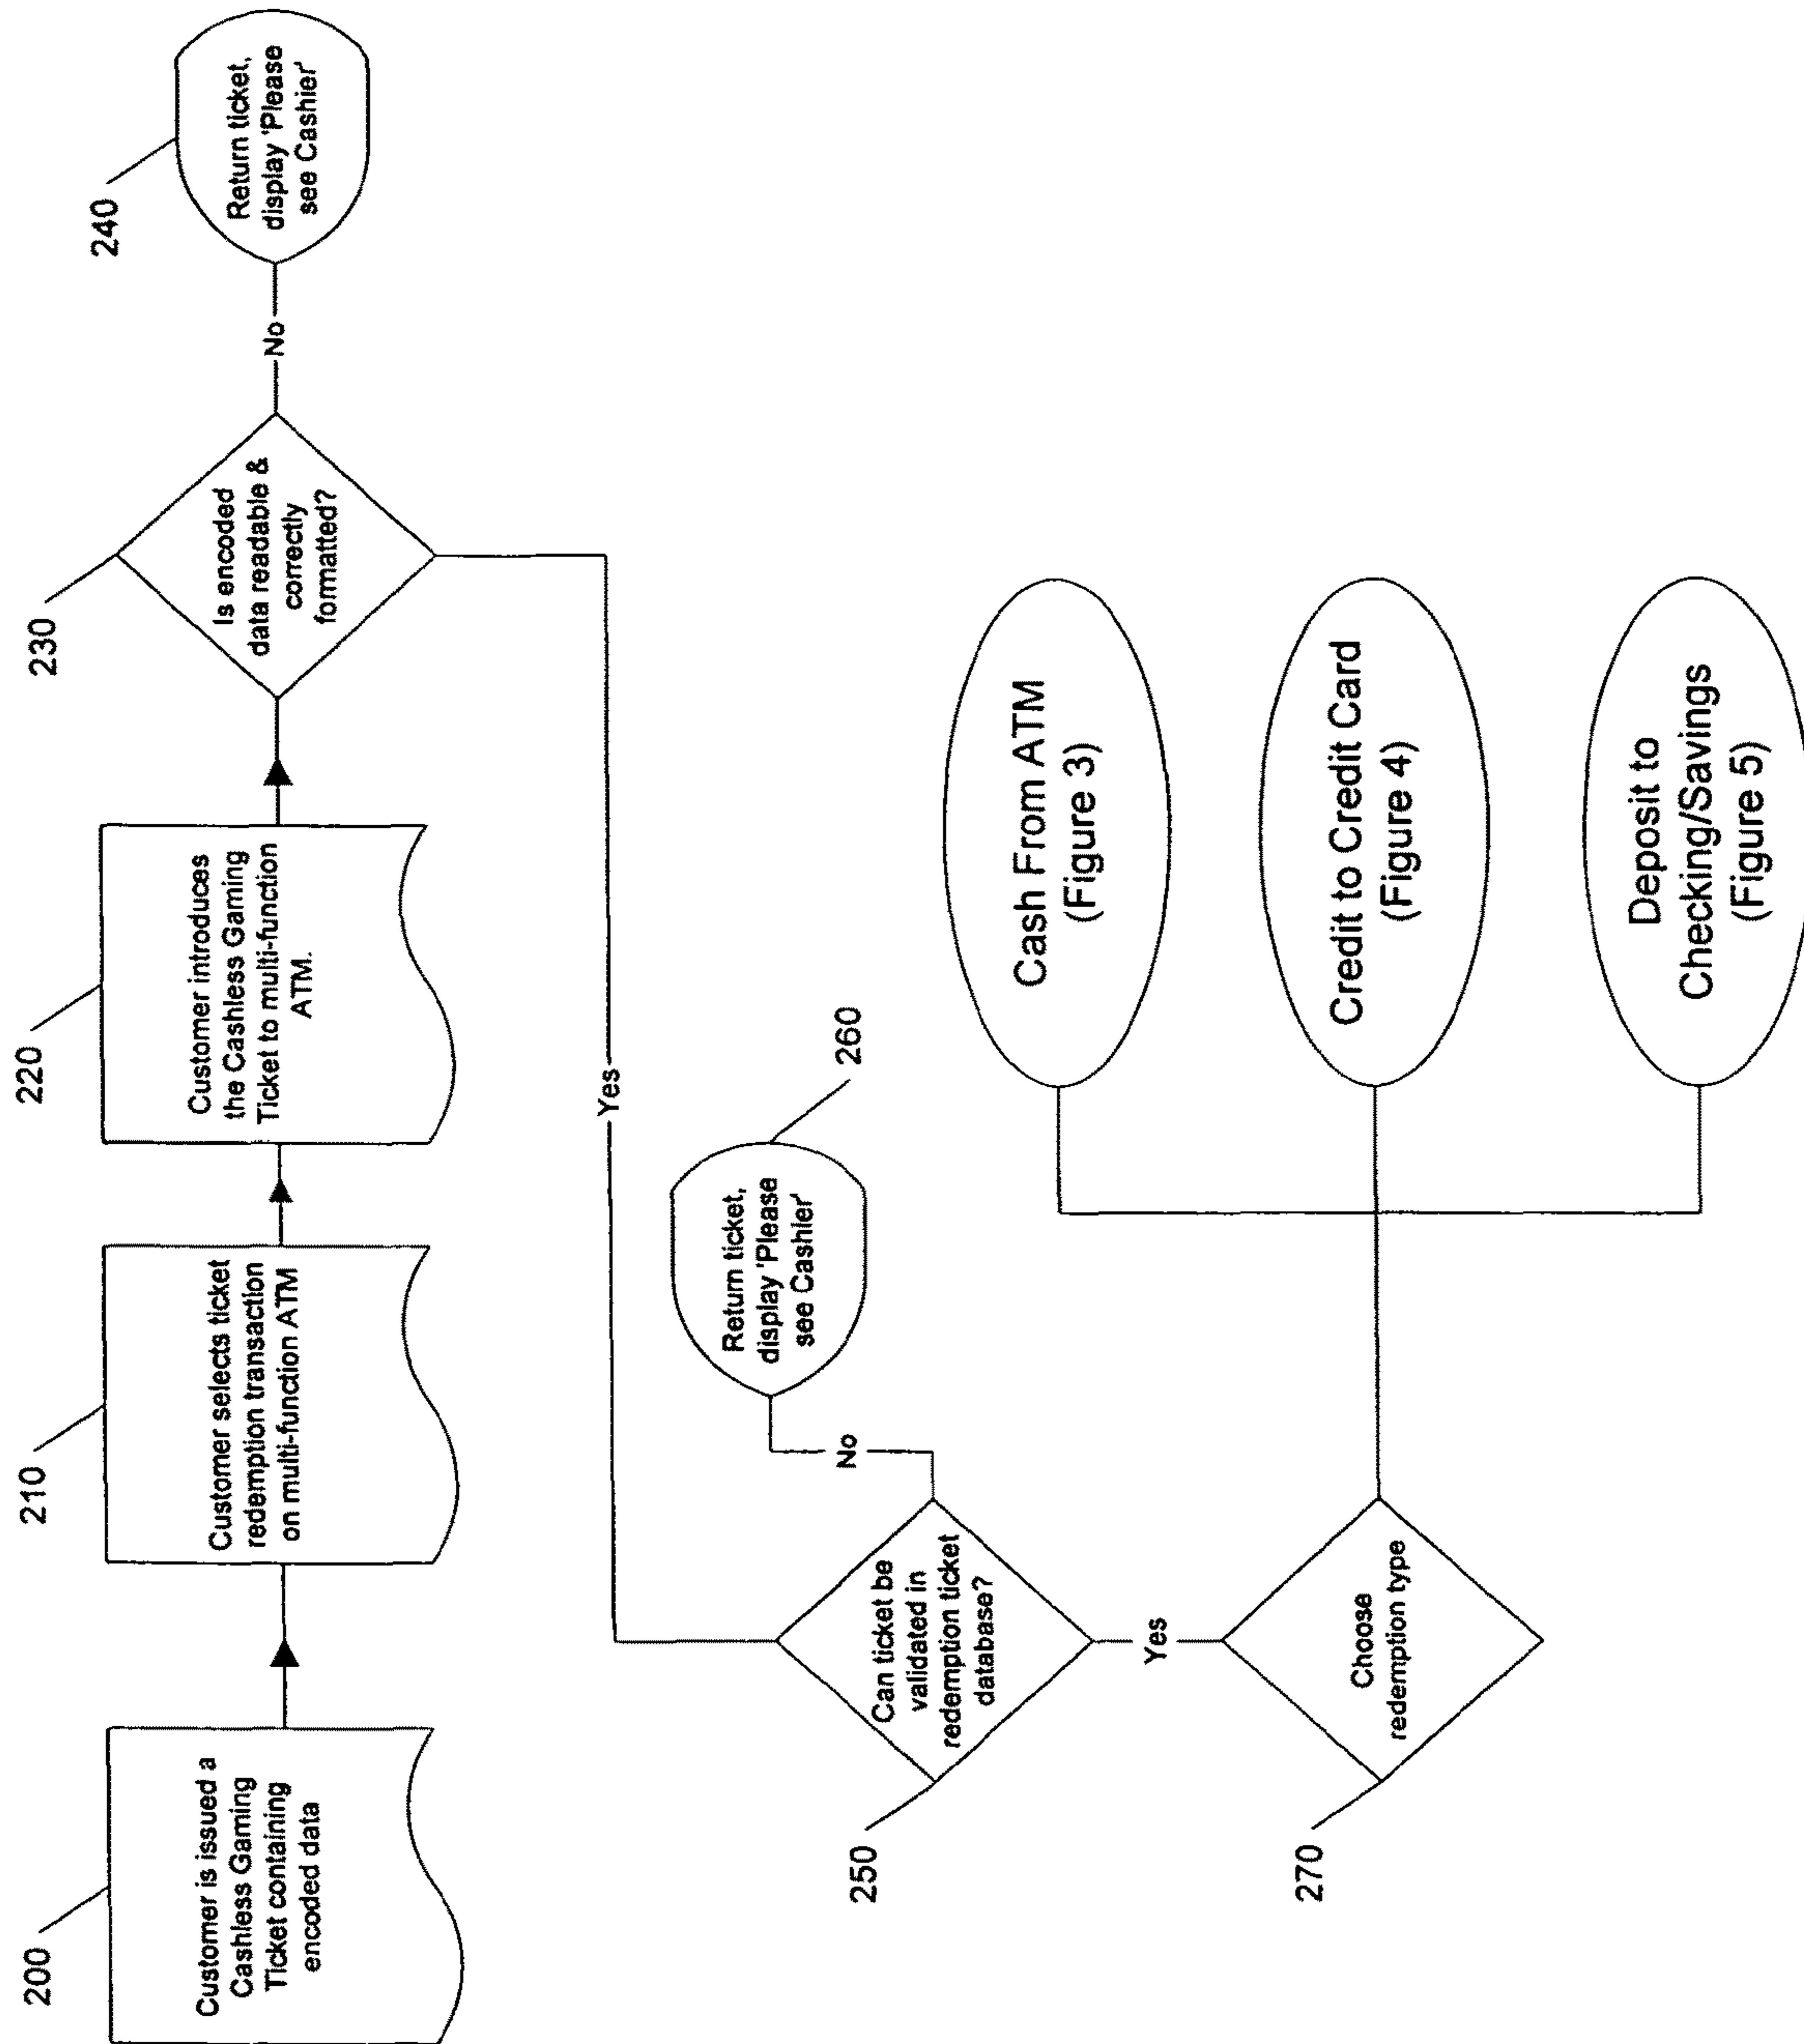 200
Customer is issued a
Cashless Gaming
Ticket containing
encoded data
210
Customer selects ticket
redemption transaction
on multi-function ATM
220
Customer introduces
the Cashless Gaming
Ticket to multi-function
ATM.
230
Is encoded
data readable &
correctly
formatted?
No
240
Return ticket,
display 'Please
see Cashier'
Yes
250
Can ticket be
validated in
redemption ticket
database?
No
260
Return ticket,
display 'Please
see Cashier'
Yes
270
Choose
redemption type
Cash From ATM
(Figure 3)
Credit to Credit Card
(Figure 4)
Deposit to
Checking/Savings
(Figure 5)